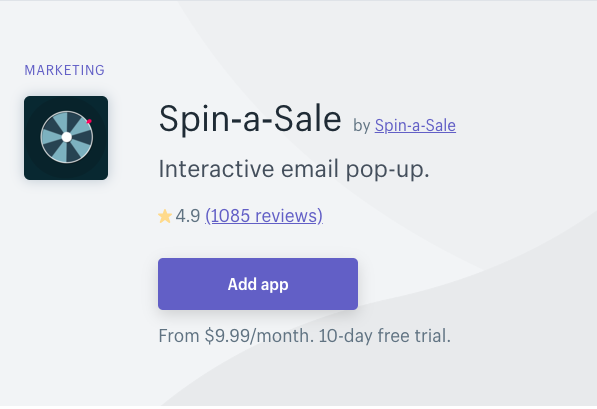 MARKETING
Spin-a-Sale by Spin-a-Sale
Interactive email pop-up.
4.9 (1085 reviews)
Add app
From $9.99/month. 10-day free trial.